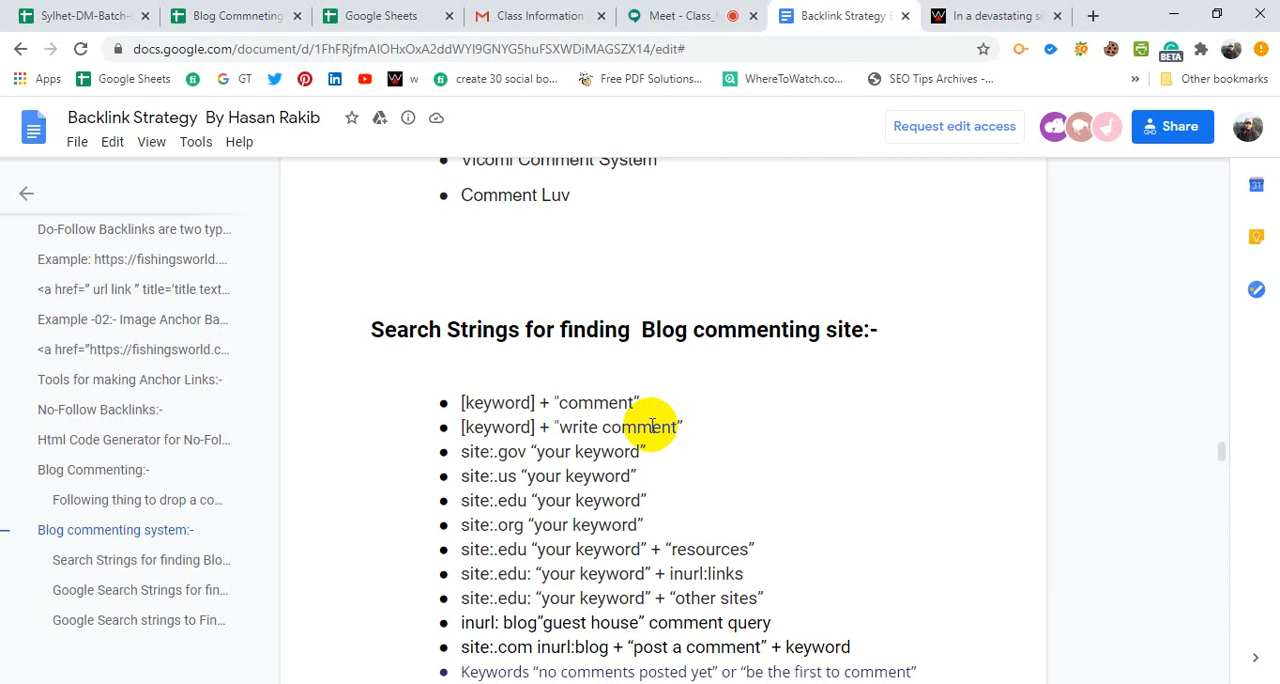 Sylhet-DM-Batch-
Blog Commneting
Google Sheets
Class Information
Meet - Class_
Backlink Strategy
In a devastating si
docs.google.com/document/d/1FhFRjfmAIOHxOxA2ddWYI9GNYG5huFSXWDiMAGSZX14/edit#
BETA
Apps
Google Sheets
GT
W
w
create 30 social bo...
Free PDF Solutions...
WhereToWatch.co...
SEO Tips Archives -...
»
Other bookmarks
Backlink Strategy By Hasan Rakib
File Edit View Tools Help
Request edit access
Share
Do-Follow Backlinks are two typ...
Example: https://fishingsworld....
<a href=” url link ” title=’title text...
Example -02:- Image Anchor Ba...
<a href=”https://fishingsworld.c...
Tools for making Anchor Links:-
No-Follow Backlinks:-
Html Code Generator for No-Fol...
Blog Commenting:-
Following thing to drop a co...
Blog commenting system:-
Search Strings for finding Blo...
Google Search Strings for fin...
Google Search strings to Fin...
● Vicomi Comment System
● Comment Luv
Search Strings for finding Blog commenting site:-
● [keyword] + "comment”
● [keyword] + "write comment”
● site:.gov “your keyword”
● site:.us “your keyword”
● site:.edu “your keyword”
● site:.org “your keyword”
● site:.edu “your keyword” + “resources”
● site:.edu: “your keyword” + inurl:links
● site:.edu: “your keyword” + “other sites”
● inurl: blog”guest house” comment query
● site:.com inurl:blog + “post a comment” + keyword
● Keywords “no comments posted yet” or “be the first to comment”
31